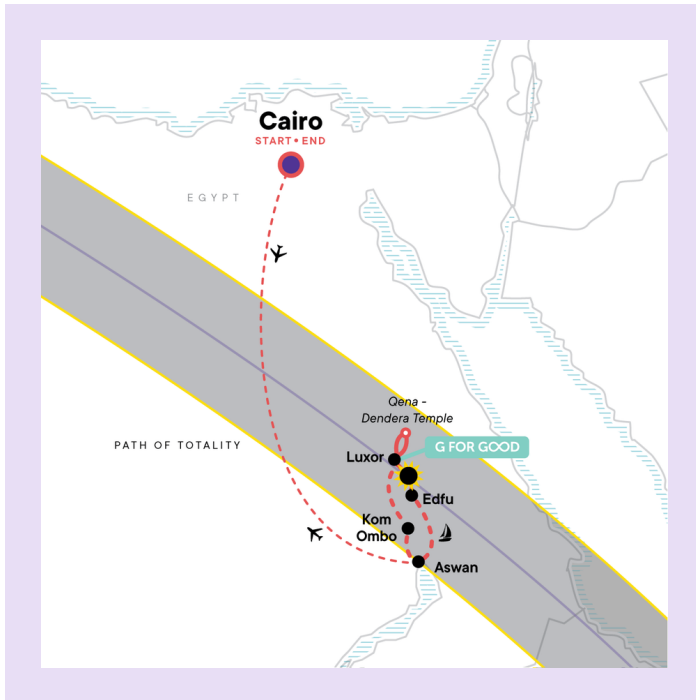 Cairo
START • END
EGYPT
Qena -
Dendera Temple
PATH OF TOTALITY
G FOR GOOD
Luxor
Edfu
Kom
Ombo
Aswan